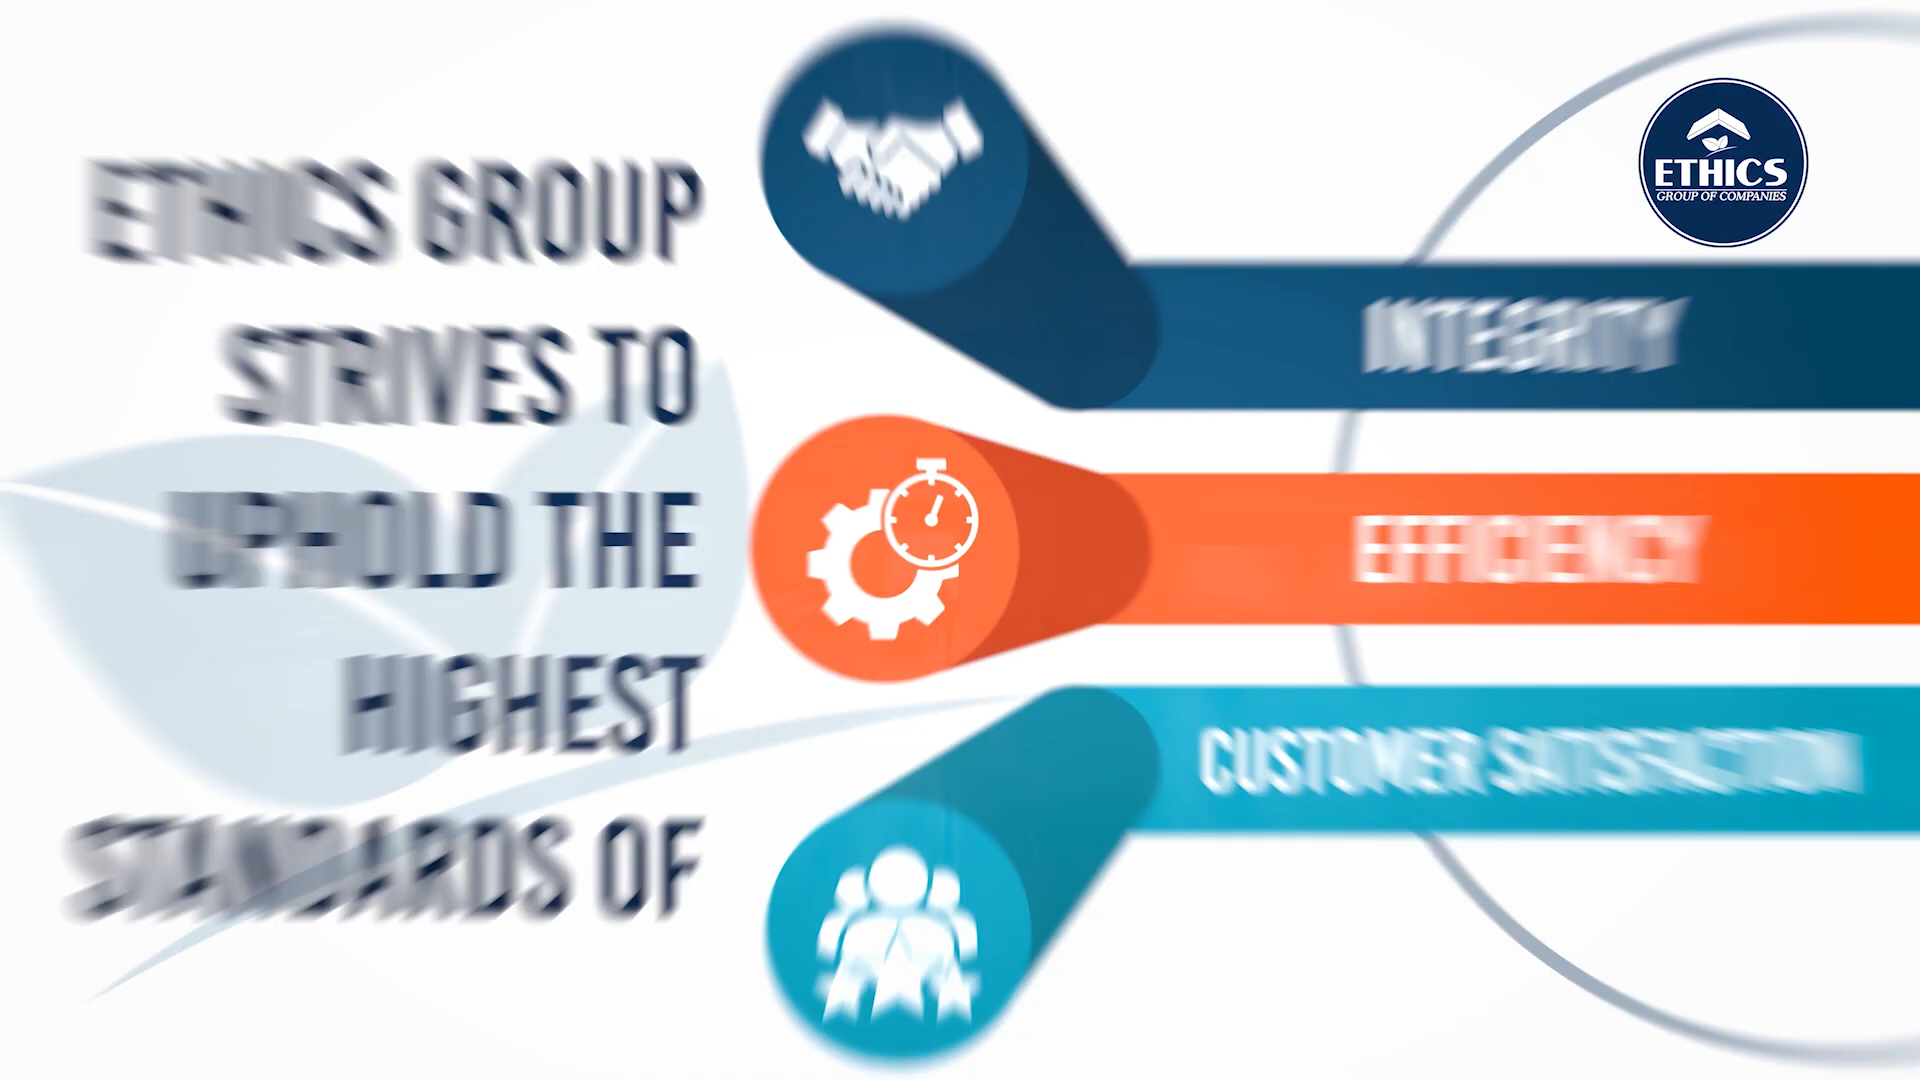 ETHICS GROUP
STRIVES TO
UPHOLD THE
HIGHEST
STANDARDS OF
INTEGRITY
EFFICIENCY
CUSTOMER SATISFACTION
ETHICS
GROUP OF COMPANIES